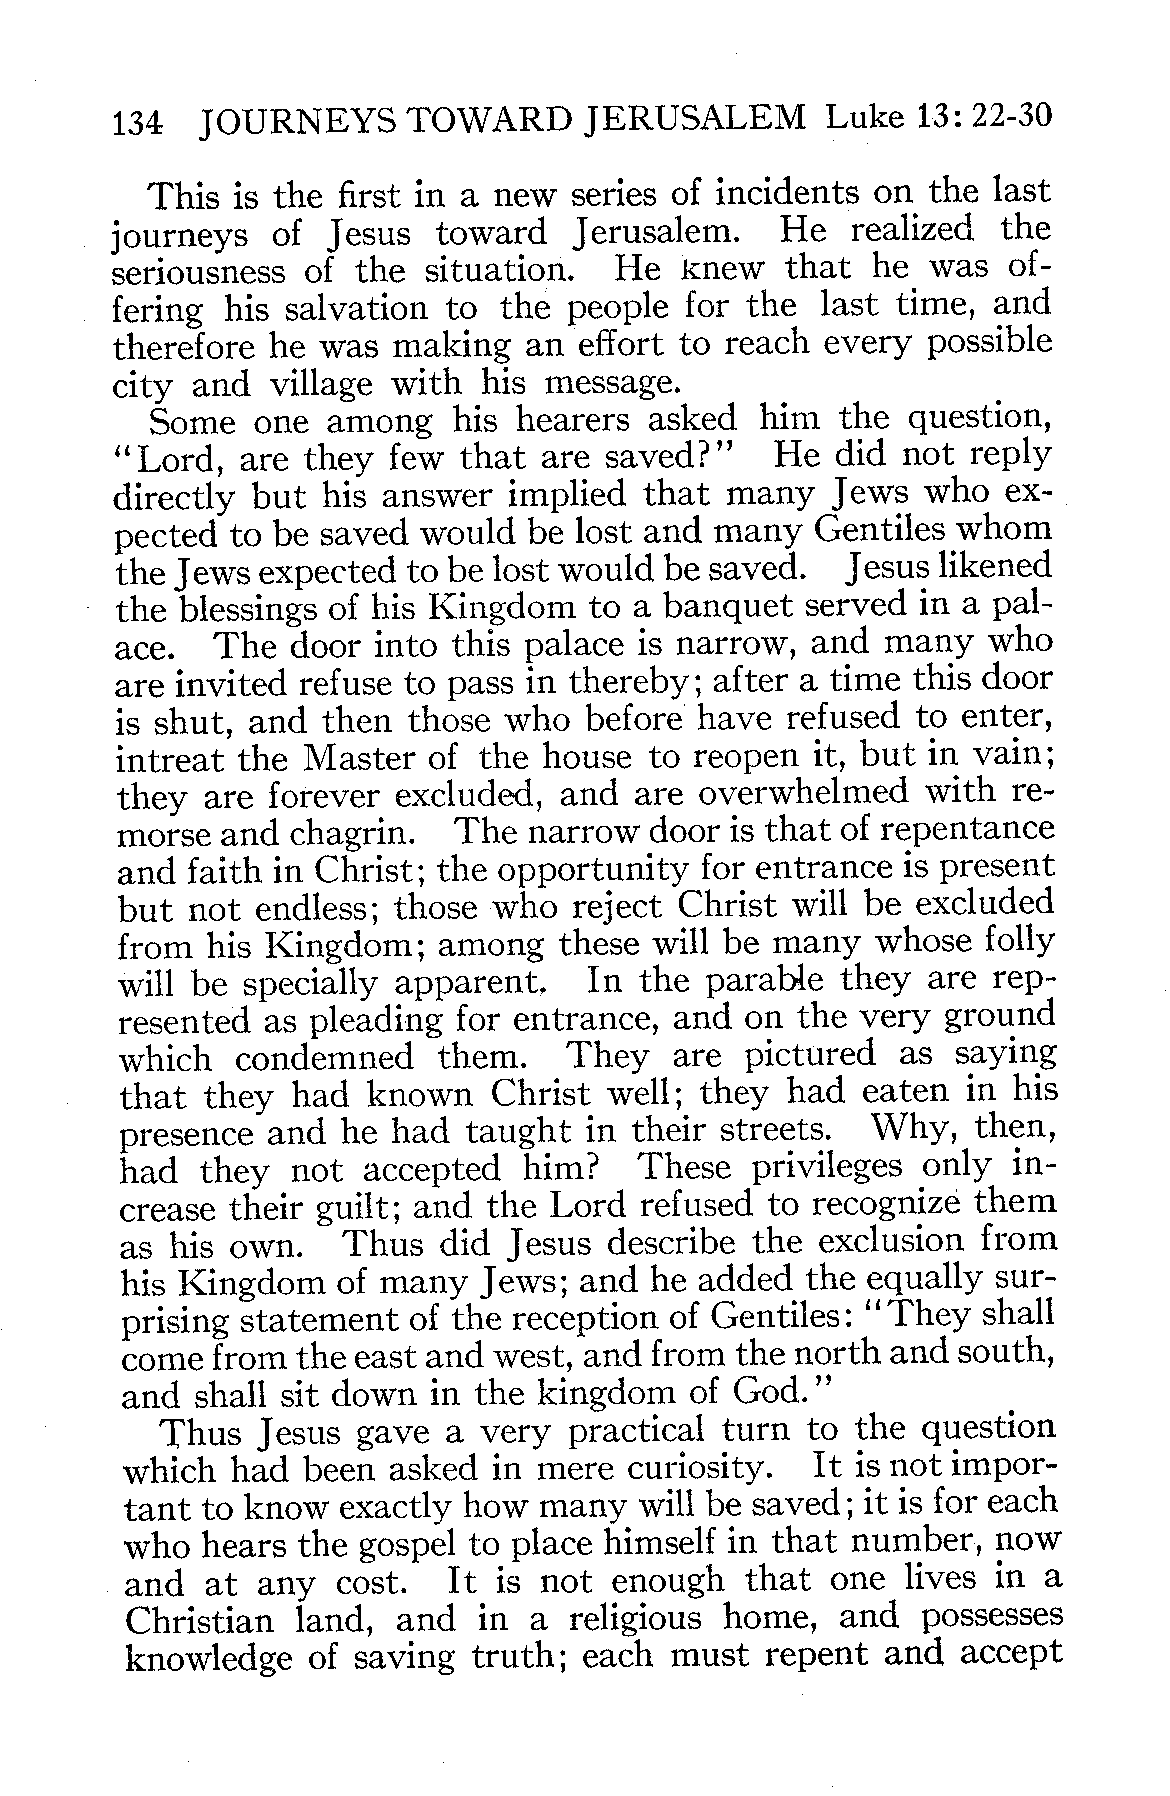 134 JOURNEYS TOWARD JERUSALEM Luke 13: 22-30
This is the first in a new series of incidents on the last
journeys of Jesus toward Jerusalem. He realized the
seriousness of the situation. He knew that he was of-
fering his salvation to the people for the last time, and
therefore he was making an effort to reach every possible
city and village with his message.
Some one among his hearers asked him the question,
"Lord, are they few that are saved?" He did not reply
directly but his answer implied that many Jews who ex-
pected to be saved would be lost and many Gentiles whom
the Jews expected to be lost would be saved. Jesus likened
the blessings of his Kingdom to a banquet served in a pal-
ace. The door into this palace is narrow, and many who
are invited refuse to pass in thereby; after a time this door
is shut, and then those who before have refused to enter,
intreat the Master of the house to reopen it, but in vain;
they are forever excluded, and are overwhelmed with re-
morse and chagrin. The narrow door is that of repentance
and faith in Christ; the opportunity for entrance is present
but not endless; those who reject Christ will be excluded
from his Kingdom; among these will be many whose folly
will be specially apparent. In the parable they are rep-
resented as pleading for entrance, and on the very ground
which condemned them. They are pictured as saying
that they had known Christ well; they had eaten in his
presence and he had taught in their streets. Why, then,
had they not accepted him? These privileges only in-
crease their guilt; and the Lord refused to recognize them
as his own. Thus did Jesus describe the exclusion from
his Kingdom of many Jews; and he added the equally sur-
prising statement of the reception of Gentiles: "They shall
come from the east and west, and from the north and south,
and shall sit down in the kingdom of God."
Thus Jesus gave a very practical turn to the question
which had been asked in mere curiosity. It is not impor-
tant to know exactly how many will be saved; it is for each
who hears the gospel to place himself in that number, now
and at any cost. It is not enough that one lives in a
Christian land, and in a religious home, and possesses
knowledge of saving truth; each must repent and accept